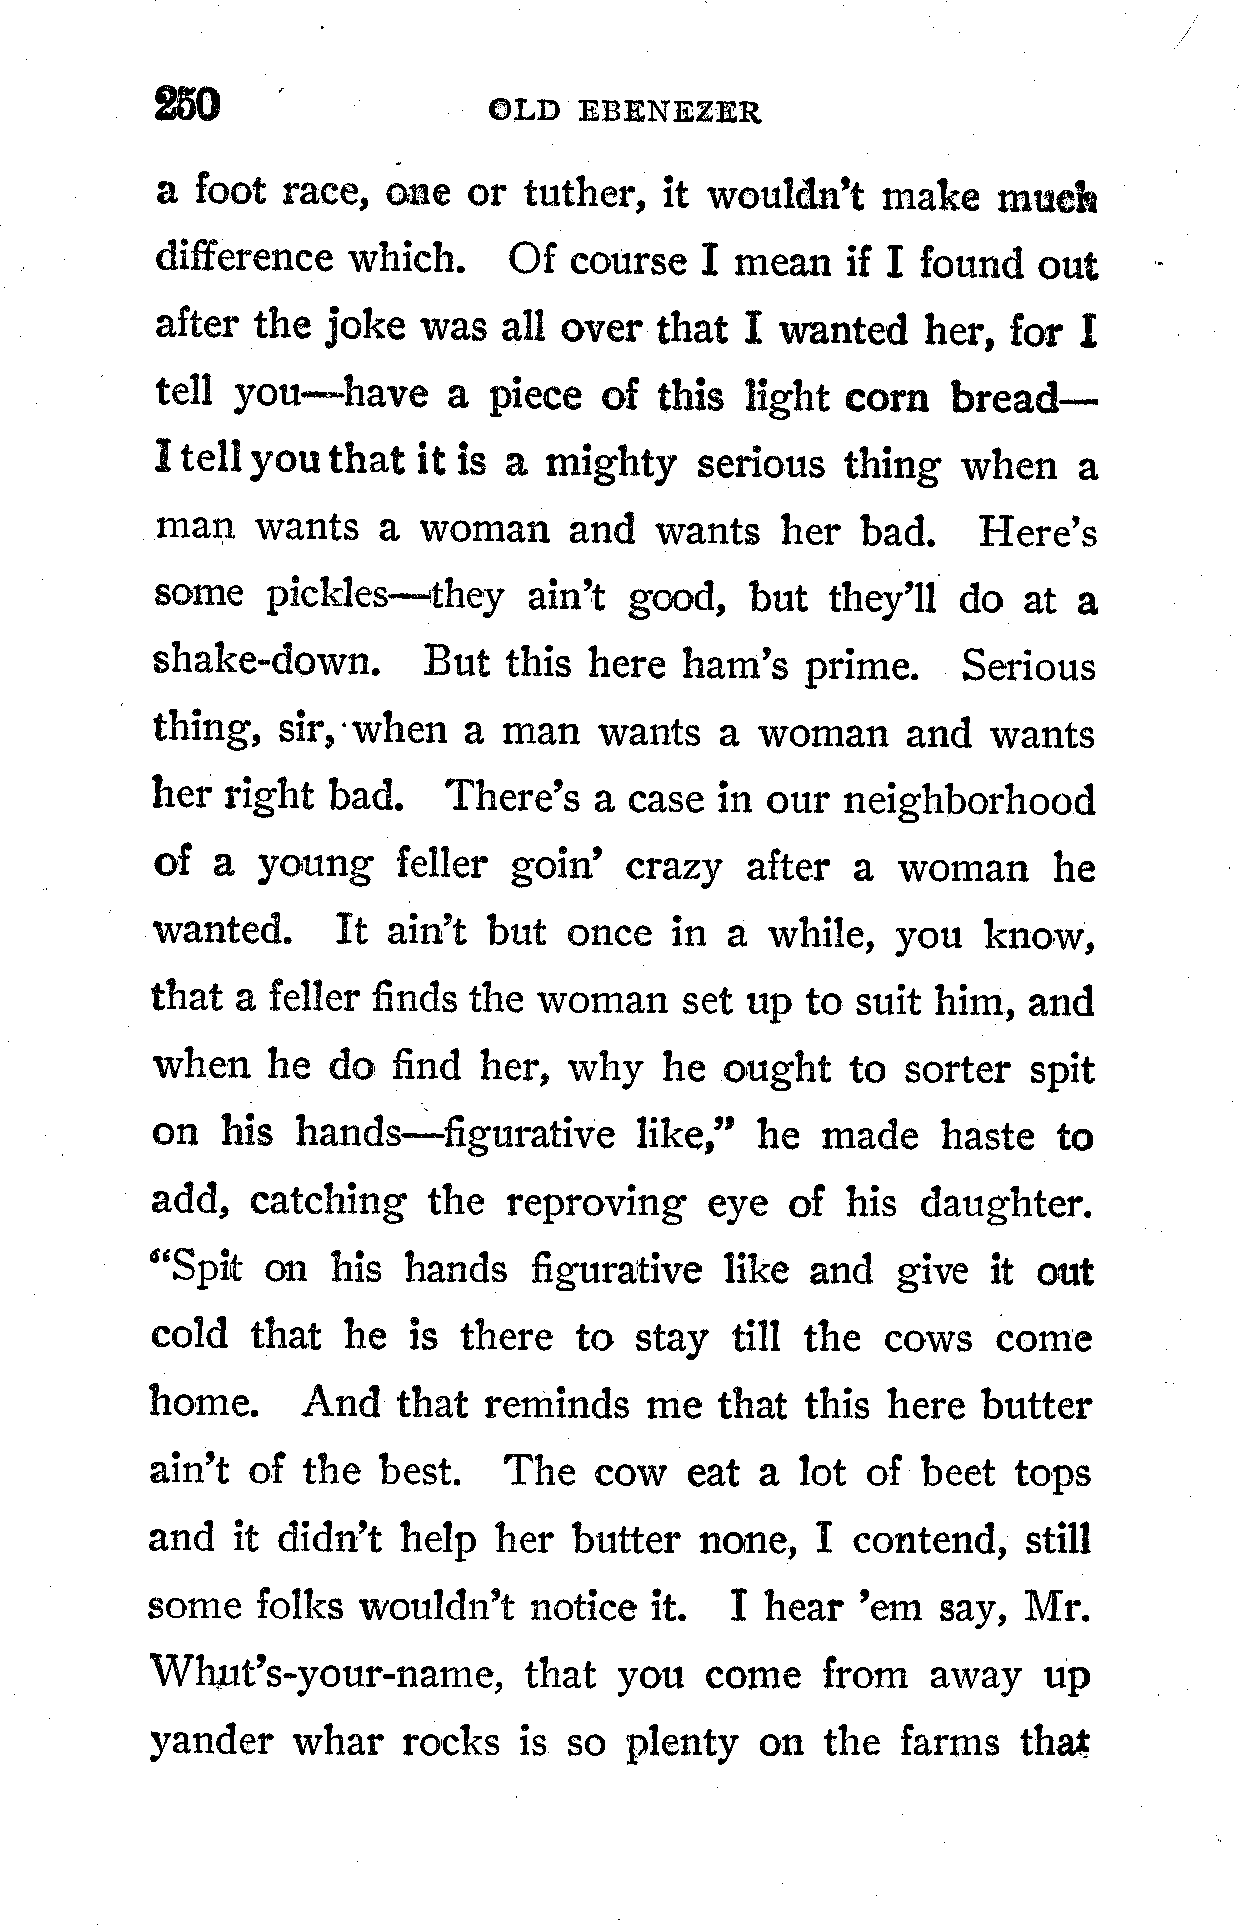 250 OLD EBENEZER
a foot race, one or tuther, it wouldn't make much
difference which. Of course I mean if I found out
after the joke was all over that I wanted her, for I
tell you—have a piece of this light corn bread—
I tell you that it is a mighty serious thing when a
man wants a woman and wants her bad. Here's
some pickles—they ain't good, but they'll do at a
shake-down. But this here ham's prime. Serious
thing, sir, when a man wants a woman and wants
her right bad. There's a case in our neighborhood
of a young feller goin' crazy after a woman he
wanted. It ain't but once in a while, you know,
that a feller finds the woman set up to suit him, and
when he do find her, why he ought to sorter spit
on his hands—figurative like," he made haste to
add, catching the reproving eye of his daughter.
"Spit on his hands figurative like and give it out
cold that he is there to stay till the cows come
home. And that reminds me that this here butter
ain't of the best. The cow eat a lot of beet tops
and it didn't help her butter none, I contend, still
some folks wouldn't notice it. I hear 'em say, Mr.
Whut's-your-name, that you come from away up
yander whar rocks is so plenty on the farms that